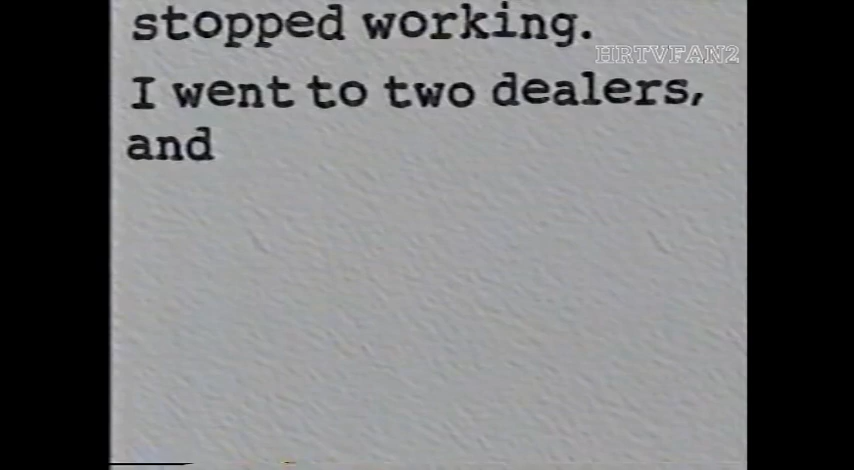 stopped working.
HRTVFAN2
I went to two dealers,
and